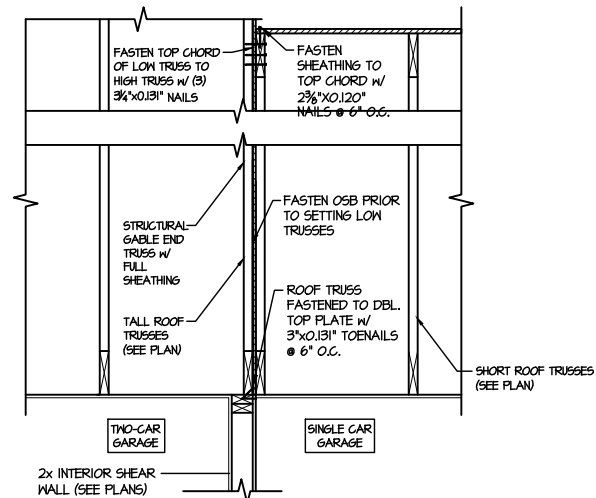 FASTEN TOP CHORD
OF LOW TRUSS TO
HIGH TRUSS W/ (3)
3¼"X0.131" NAILS
FASTEN
SHEATHING TO
TOP CHORD W/
2⅜"X0.120"
NAILS @ 6" O.C.
FASTEN OSB PRIOR
TO SETTING LOW
TRUSSES
STRUCTURAL
GABLE END
TRUSS W/
FULL
SHEATHING
ROOF TRUSS
FASTENED TO DBL.
TOP PLATE W/
3"X0.131" TOENAILS
@ 6" O.C.
TALL ROOF
TRUSSES
(SEE PLAN)
SHORT ROOF TRUSSES
(SEE PLAN)
TWO-CAR
GARAGE
SINGLE CAR
GARAGE
2x INTERIOR SHEAR
WALL (SEE PLANS)